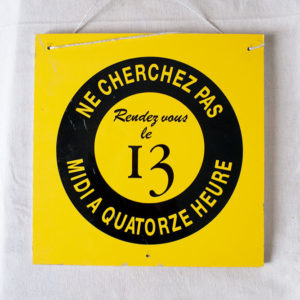 NE CHERCHEZ PAS
Rendez vous
le
13
MIDI A QUATORZE HEURE